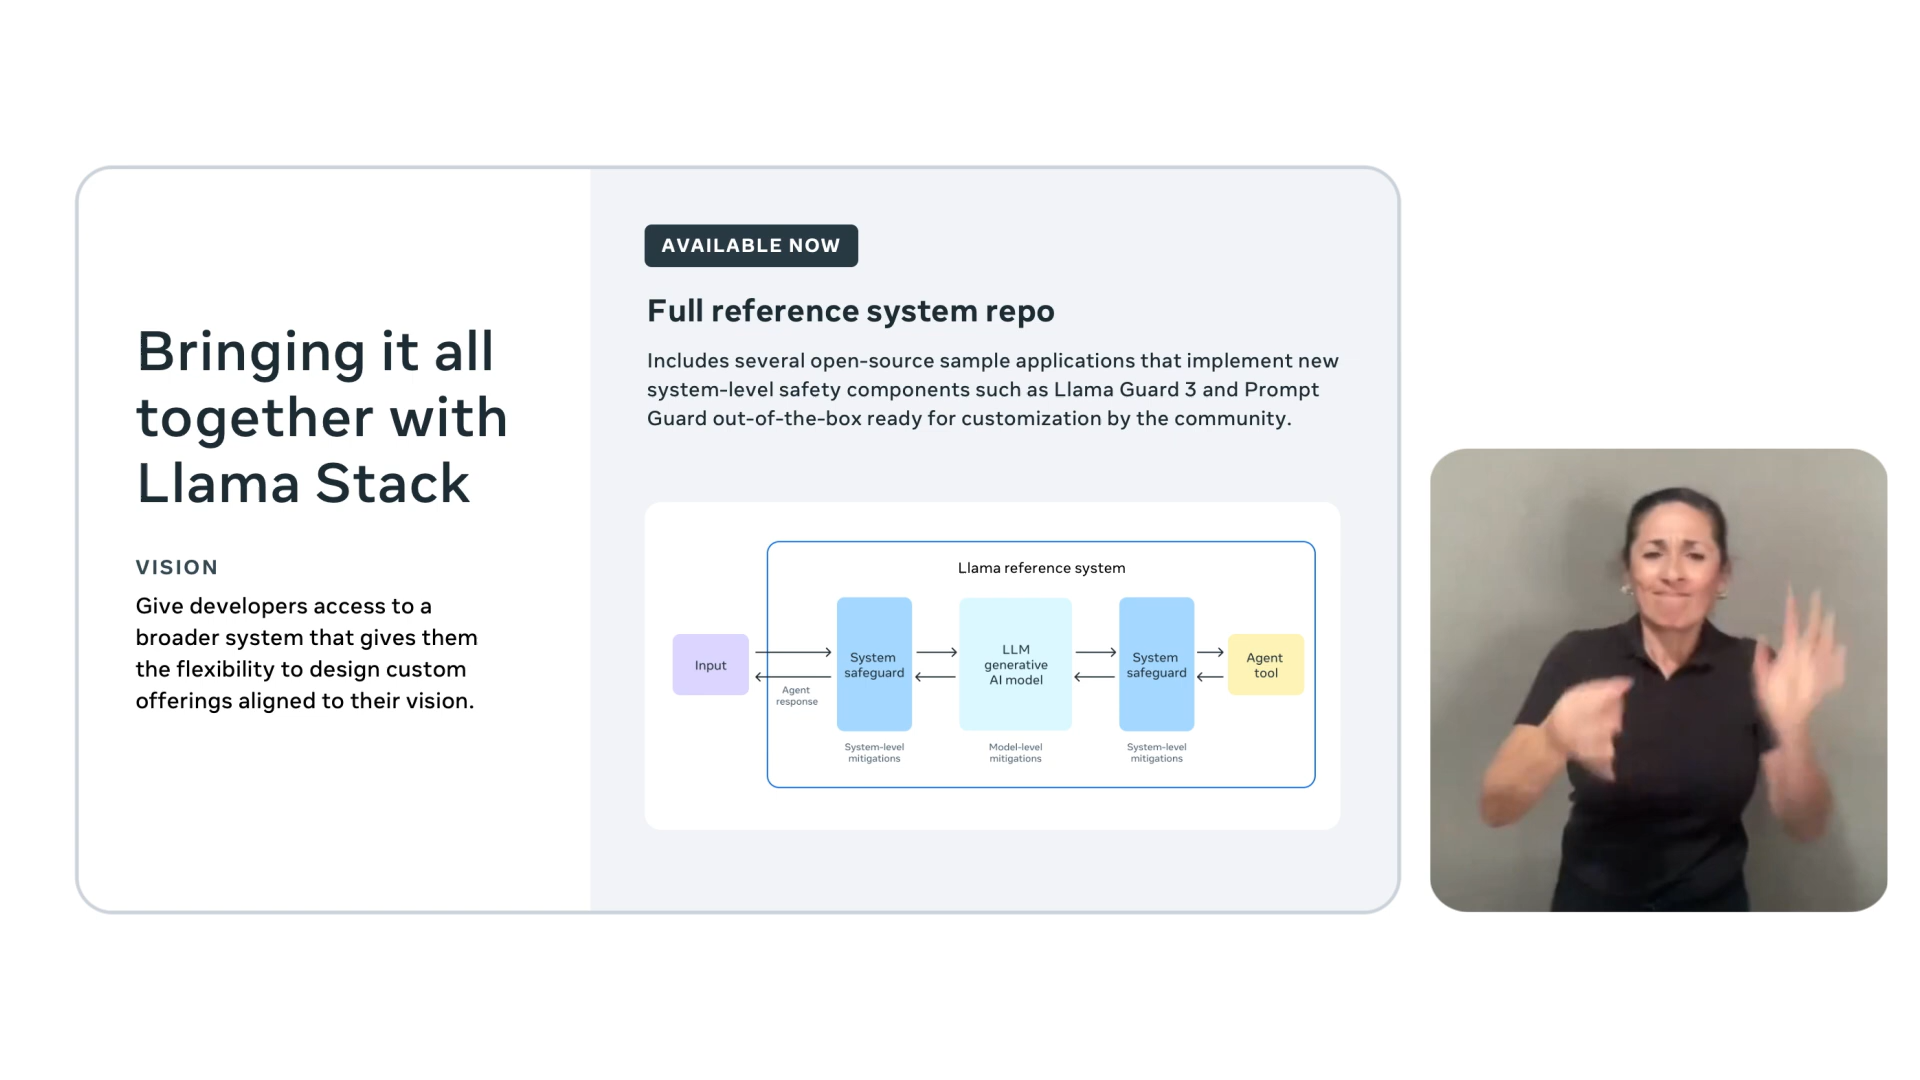 Bringing it all
together with
Llama Stack
VISION
Give developers access to a
broader system that gives them
the flexibility to design custom
offerings aligned to their vision.
AVAILABLE NOW
Full reference system repo
Includes several open-source sample applications that implement new
system-level safety components such as Llama Guard 3 and Prompt
Guard out-of-the-box ready for customization by the community.
Llama reference system
Input
Agent
response
System
safeguard
System-level
mitigations
LLM
generative
AI model
Model-level
mitigations
System
safeguard
System-level
mitigations
Agent
tool